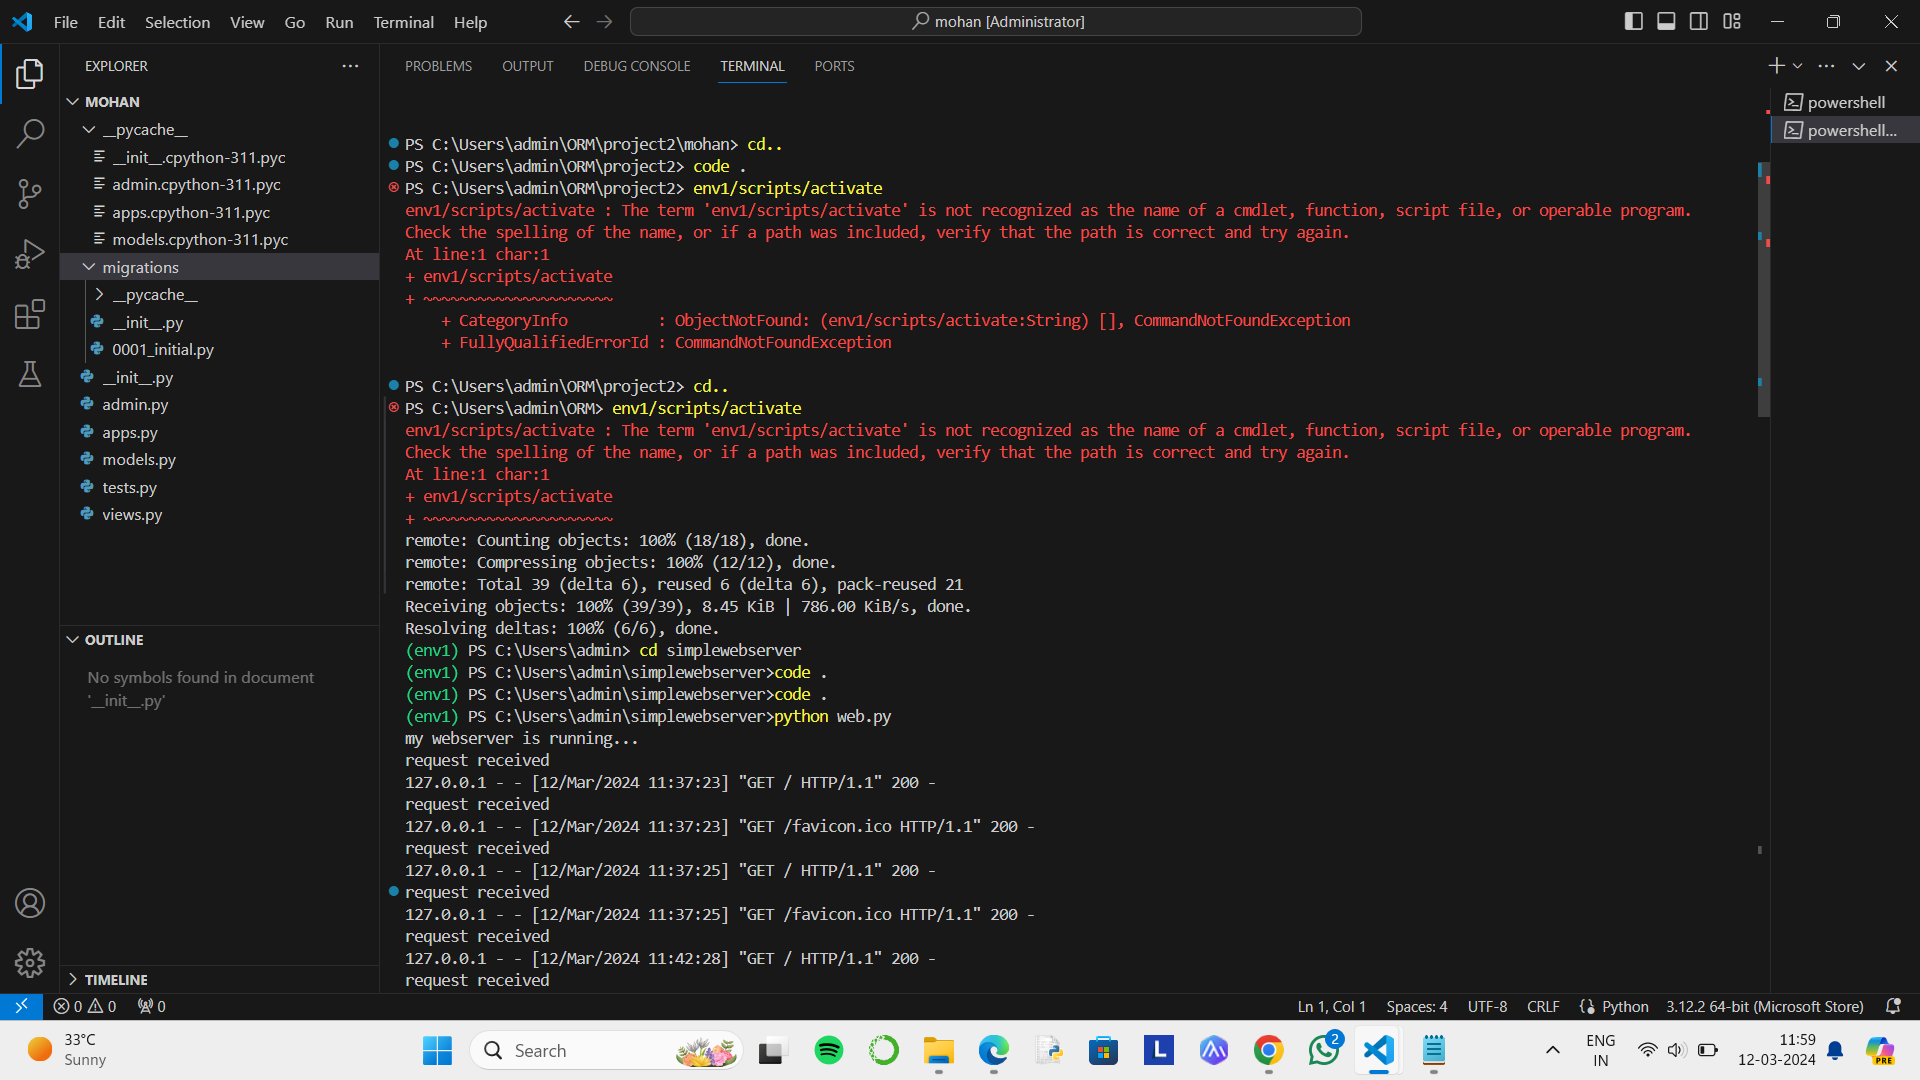 File Edit Selection View Go Run Terminal Help
mohan [Administrator]
EXPLORER
MOHAN
__pycache__
__init__.cpython-311.pyc
admin.cpython-311.pyc
apps.cpython-311.pyc
models.cpython-311.pyc
migrations
__pycache__
__init__.py
0001_initial.py
__init__.py
admin.py
apps.py
models.py
tests.py
views.py
OUTLINE
No symbols found in document
'__init__.py'
TIMELINE
PROBLEMS OUTPUT DEBUG CONSOLE TERMINAL PORTS
PS C:\Users\admin\ORM\project2\mohan> cd..
PS C:\Users\admin\ORM\project2> code .
PS C:\Users\admin\ORM\project2> env1/scripts/activate
env1/scripts/activate : The term 'env1/scripts/activate' is not recognized as the name of a cmdlet, function, script file, or operable program.
Check the spelling of the name, or if a path was included, verify that the path is correct and try again.
At line:1 char:1
+ env1/scripts/activate
+ ~~~~~~~~~~~~~~~~~~~~~
+ CategoryInfo : ObjectNotFound: (env1/scripts/activate:String) [], CommandNotFoundException
+ FullyQualifiedErrorId : CommandNotFoundException
PS C:\Users\admin\ORM\project2> cd..
PS C:\Users\admin\ORM> env1/scripts/activate
env1/scripts/activate : The term 'env1/scripts/activate' is not recognized as the name of a cmdlet, function, script file, or operable program.
Check the spelling of the name, or if a path was included, verify that the path is correct and try again.
At line:1 char:1
+ env1/scripts/activate
+ ~~~~~~~~~~~~~~~~~~~~~
remote: Counting objects: 100% (18/18), done.
remote: Compressing objects: 100% (12/12), done.
remote: Total 39 (delta 6), reused 6 (delta 6), pack-reused 21
Receiving objects: 100% (39/39), 8.45 KiB | 786.00 KiB/s, done.
Resolving deltas: 100% (6/6), done.
(env1) PS C:\Users\admin> cd simplewebserver
(env1) PS C:\Users\admin\simplewebserver>code .
(env1) PS C:\Users\admin\simplewebserver>code .
(env1) PS C:\Users\admin\simplewebserver>python web.py
my webserver is running...
request received
127.0.0.1 - - [12/Mar/2024 11:37:23] "GET / HTTP/1.1" 200 -
request received
127.0.0.1 - - [12/Mar/2024 11:37:23] "GET /favicon.ico HTTP/1.1" 200 -
request received
127.0.0.1 - - [12/Mar/2024 11:37:25] "GET / HTTP/1.1" 200 -
request received
127.0.0.1 - - [12/Mar/2024 11:37:25] "GET /favicon.ico HTTP/1.1" 200 -
request received
127.0.0.1 - - [12/Mar/2024 11:42:28] "GET / HTTP/1.1" 200 -
request received
powershell
powershell...
0 0 0
Ln 1, Col 1 Spaces: 4 UTF-8 CRLF Python 3.12.2 64-bit (Microsoft Store)
33°C
Sunny
Search
L
2
ENG
IN
11:59
12-03-2024
PRE